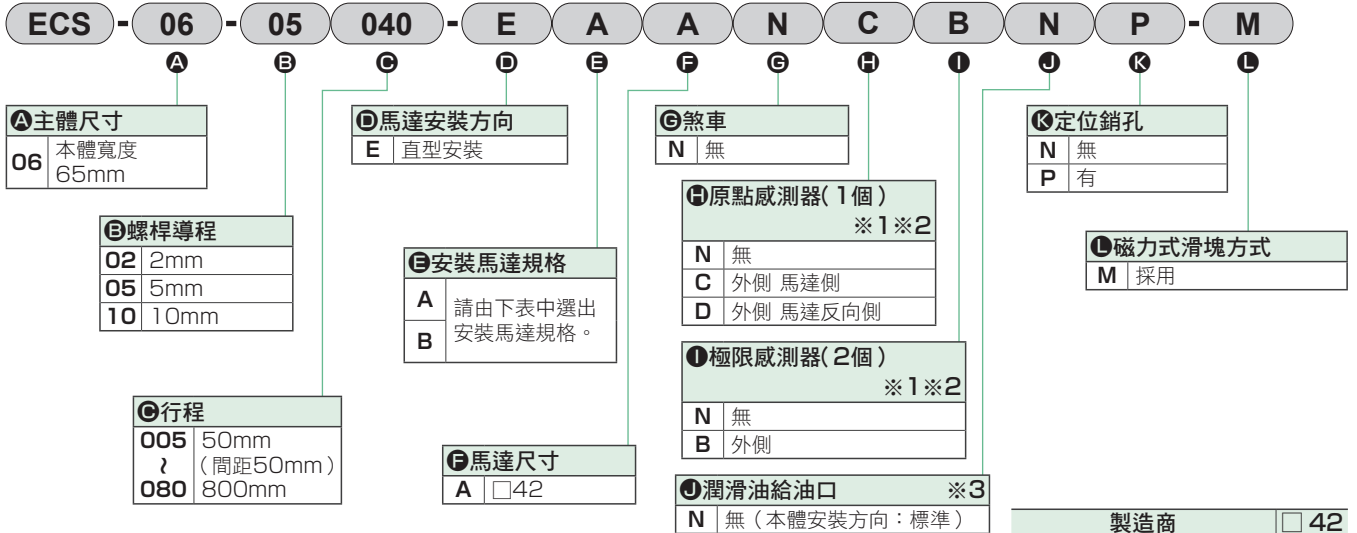 ECS - 06 - 05 040 - E A A N C B N P - M
A B C D E F G H I J K L
A主體尺寸
06 本體寬度
65mm
B螺桿導程
02 2mm
05 5mm
10 10mm
C行程
005 50mm
~ (間距50mm)
080 800mm
D馬達安裝方向
E 直型安裝
E安裝馬達規格
A 請由下表中選出
B 安裝馬達規格。
F馬達尺寸
A □42
G煞車
N 無
H原點感測器(1個)
※1※2
N 無
C 外側 馬達側
D 外側 馬達反向側
I極限感測器(2個)
※1※2
N 無
B 外側
J潤滑油給油口 ※3
N 無(本體安裝方向:標準)
K定位銷孔
N 無
P 有
L磁力式滑塊方式
M 採用
製造商 □42